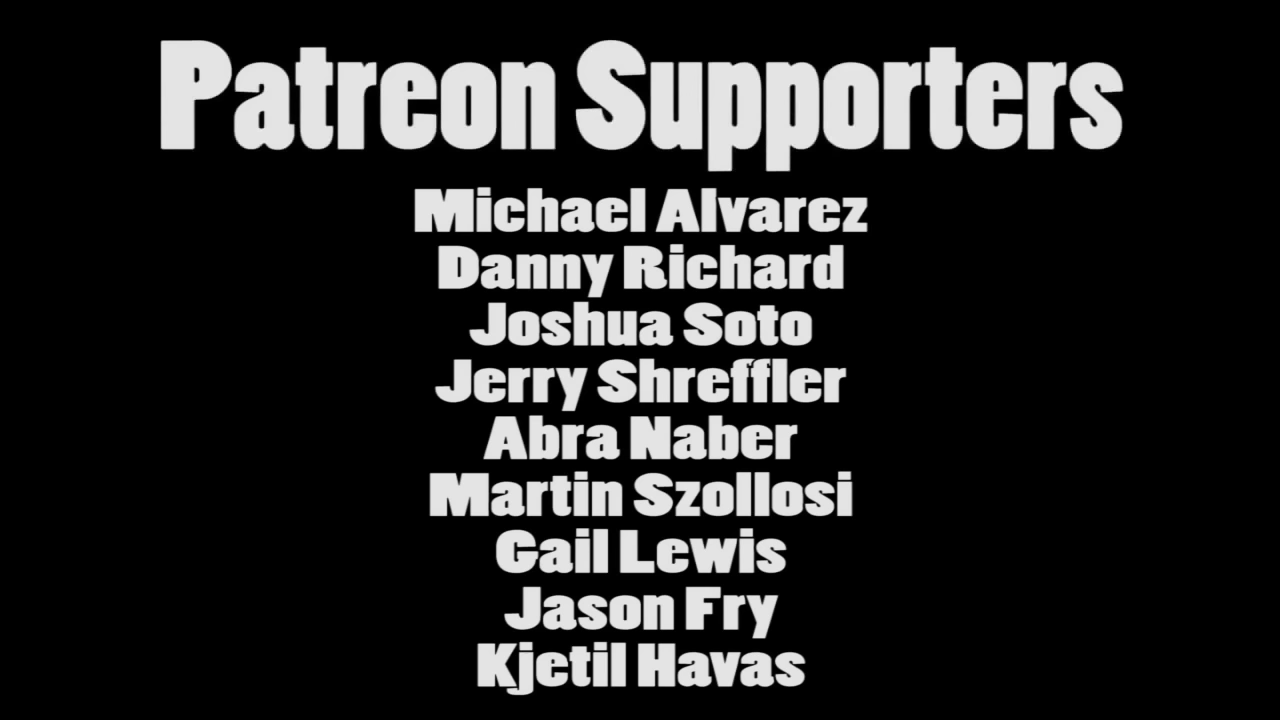 Patreon Supporters
Michael Alvarez
Danny Richard
Joshua Soto
Jerry Shreffler
Abra Naber
Martin Szollosi
Gail Lewis
Jason Fry
Kjetil Havas